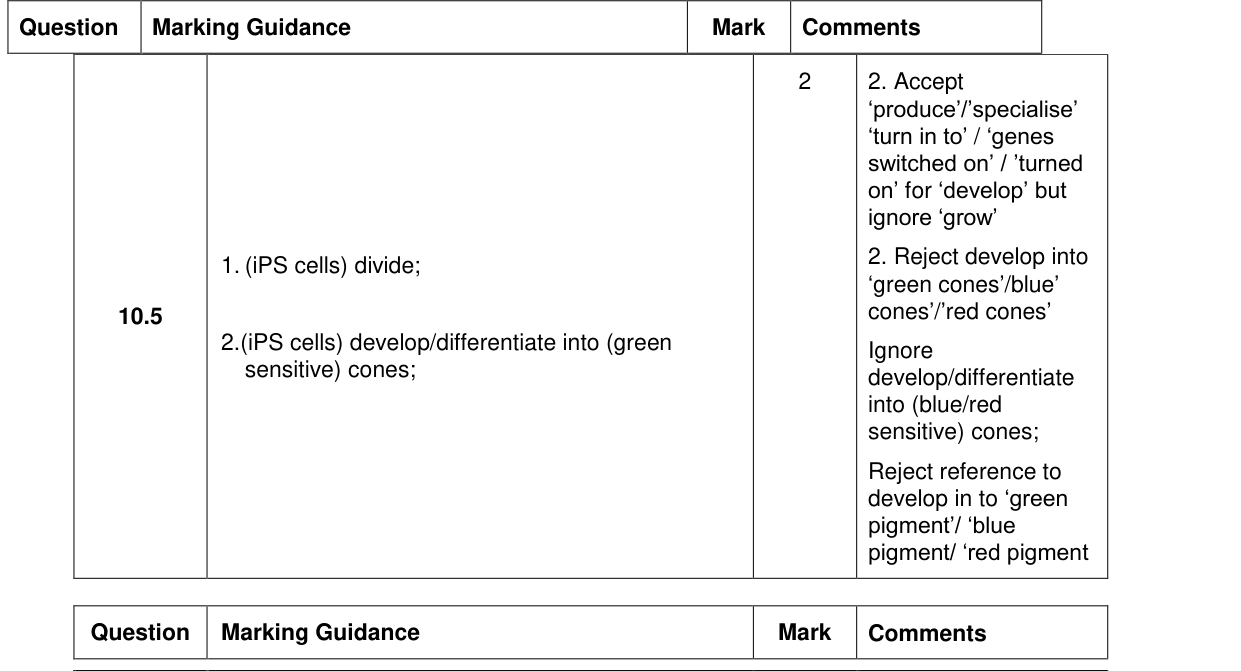 Question Marking Guidance Mark Comments
2
2. Accept
‘produce’/’specialise’
‘turn in to’ / ‘genes
switched on’ / ’turned
on’ for ‘develop’ but
ignore ‘grow’
1. (iPS cells) divide;
2. Reject develop into
‘green cones’/blue’
cones’/’red cones’
10.5
2.(iPS cells) develop/differentiate into (green
sensitive) cones;
Ignore
develop/differentiate
into (blue/red
sensitive) cones;
Reject reference to
develop in to ‘green
pigment’/ ‘blue
pigment/ ‘red pigment
Question Marking Guidance Mark Comments